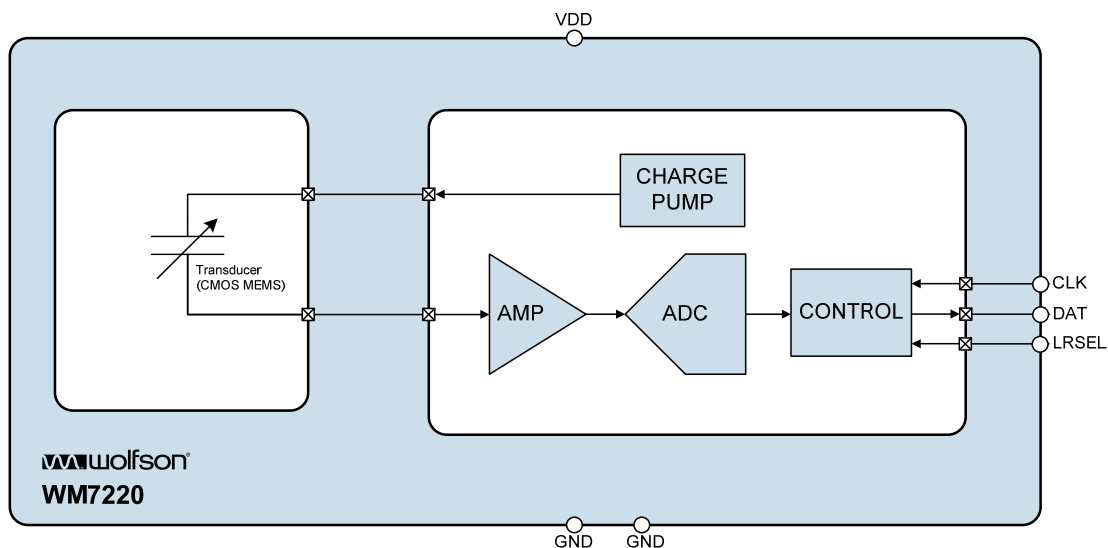 VDD
CHARGE
PUMP
Transducer
(CMOS MEMS)
AMP
ADC
CONTROL
CLK
DAT
LRSEL
wolfson®
WM7220
GND
GND